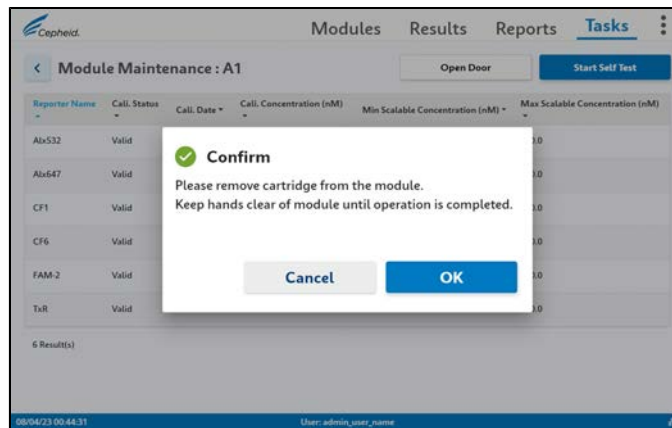 Cepheid.
Modules Results Reports Tasks
Module Maintenance : A1
Open Door
Start Self Test
Reporter Name
Cali. Status
Cali. Date
Cali. Concentration (nM)
Min Scalable Concentration (nM)
Max Scalable Concentration (nM)
Alx532 Valid
Alx647 Valid
CF1 Valid
CF6 Valid
FAM-2 Valid
TxR Valid
Confirm
Please remove cartridge from the module.
Keep hands clear of module until operation is completed.
Cancel
OK
6 Result(s)
08/04/23 00:44:31
User: admin_user_name